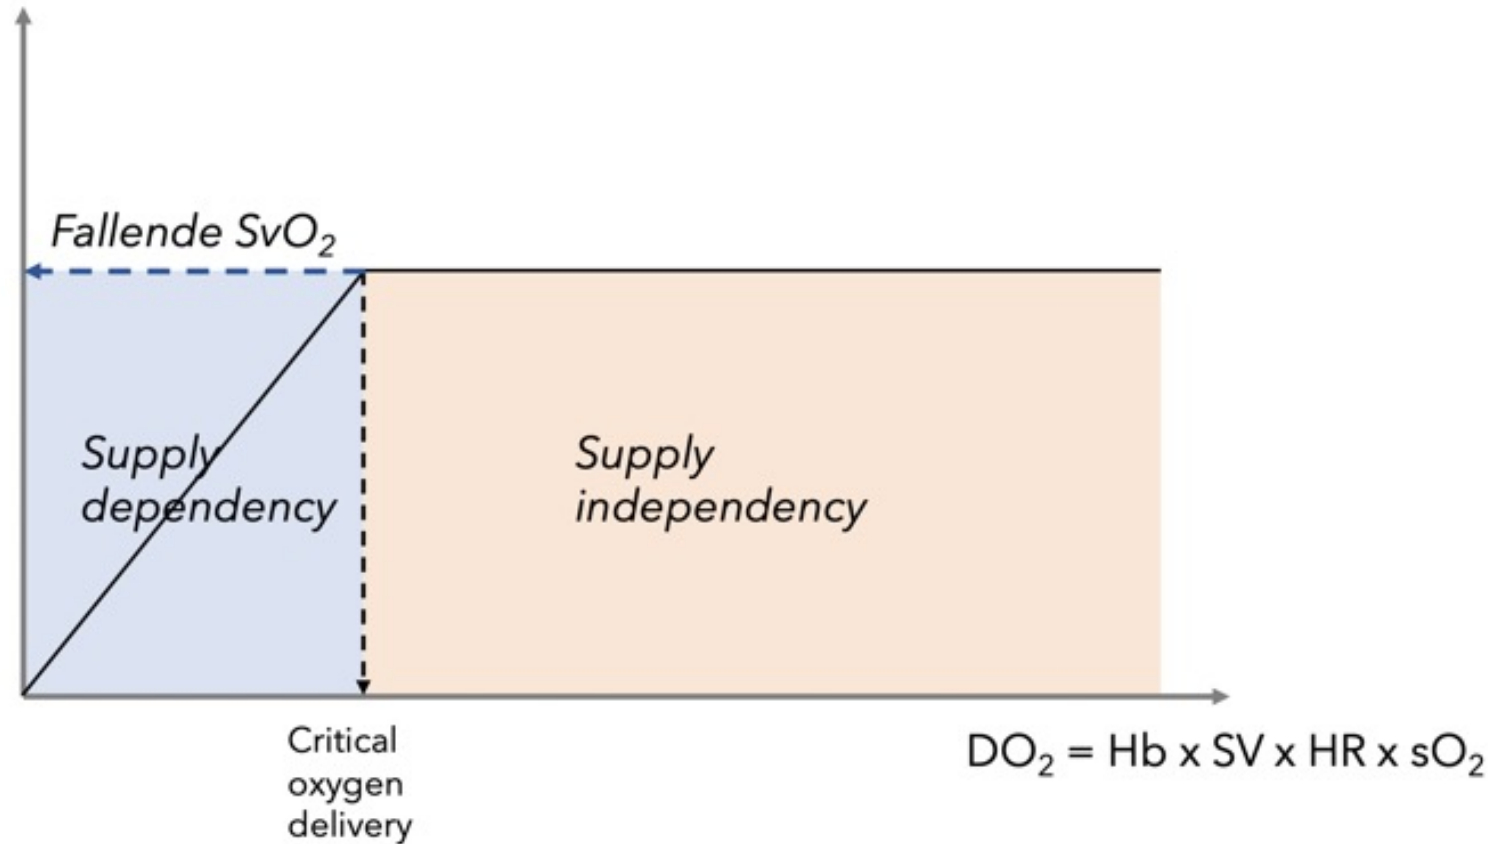 Fallende SvO₂
Supply
dependency
Supply
independency
Critical
oxygen
delivery
DO₂ = Hb x SV x HR x sO₂